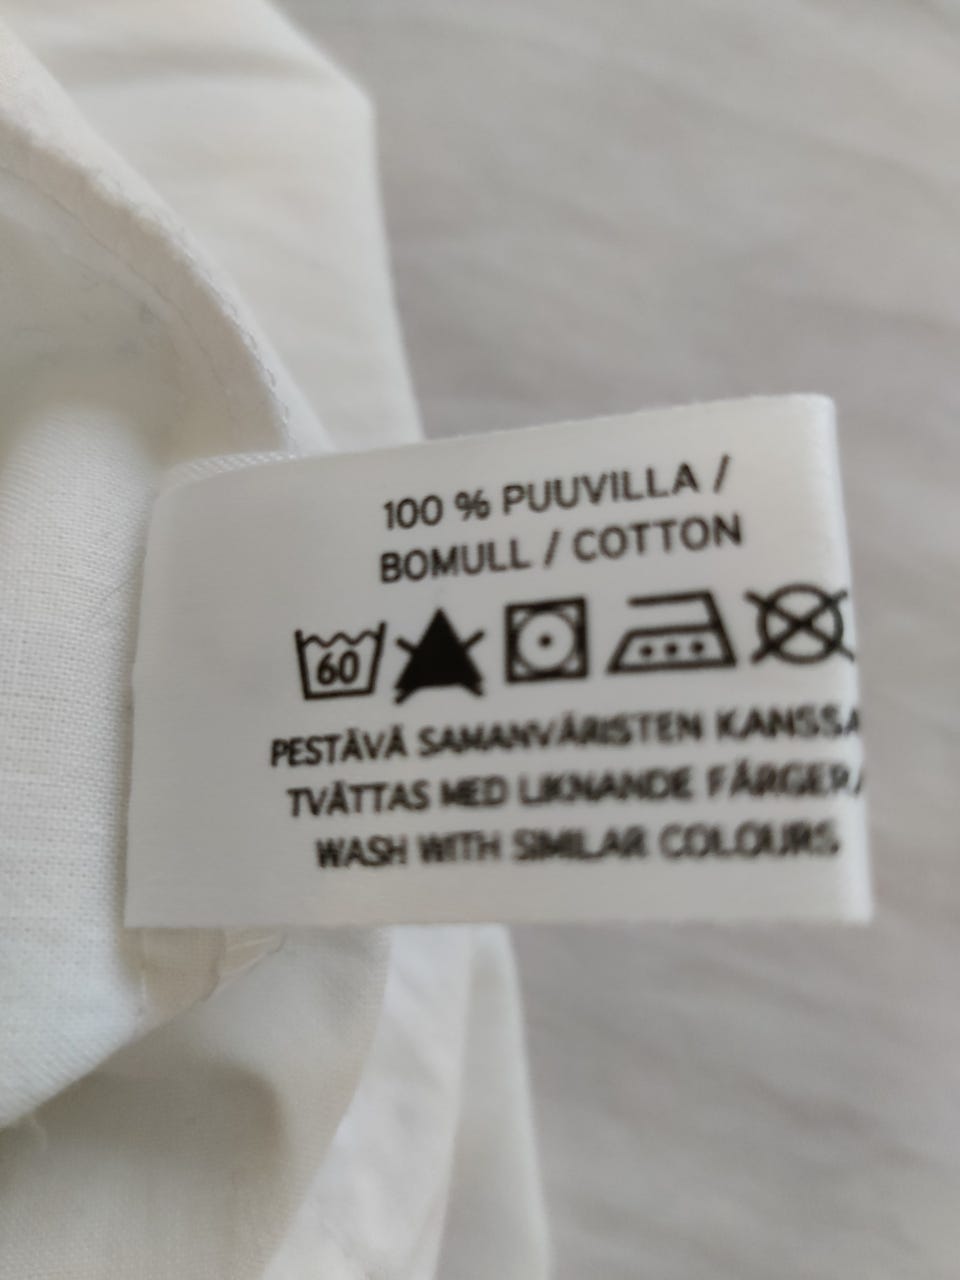 100 % PUUVILLA /
BOMULL / COTTON
60
PESTÄVÄ SAMANVÄRISTEN KANSSA
TVÄTTAS MED LIKNANDE FÄRGER/
WASH WITH SIMILAR COLOURS